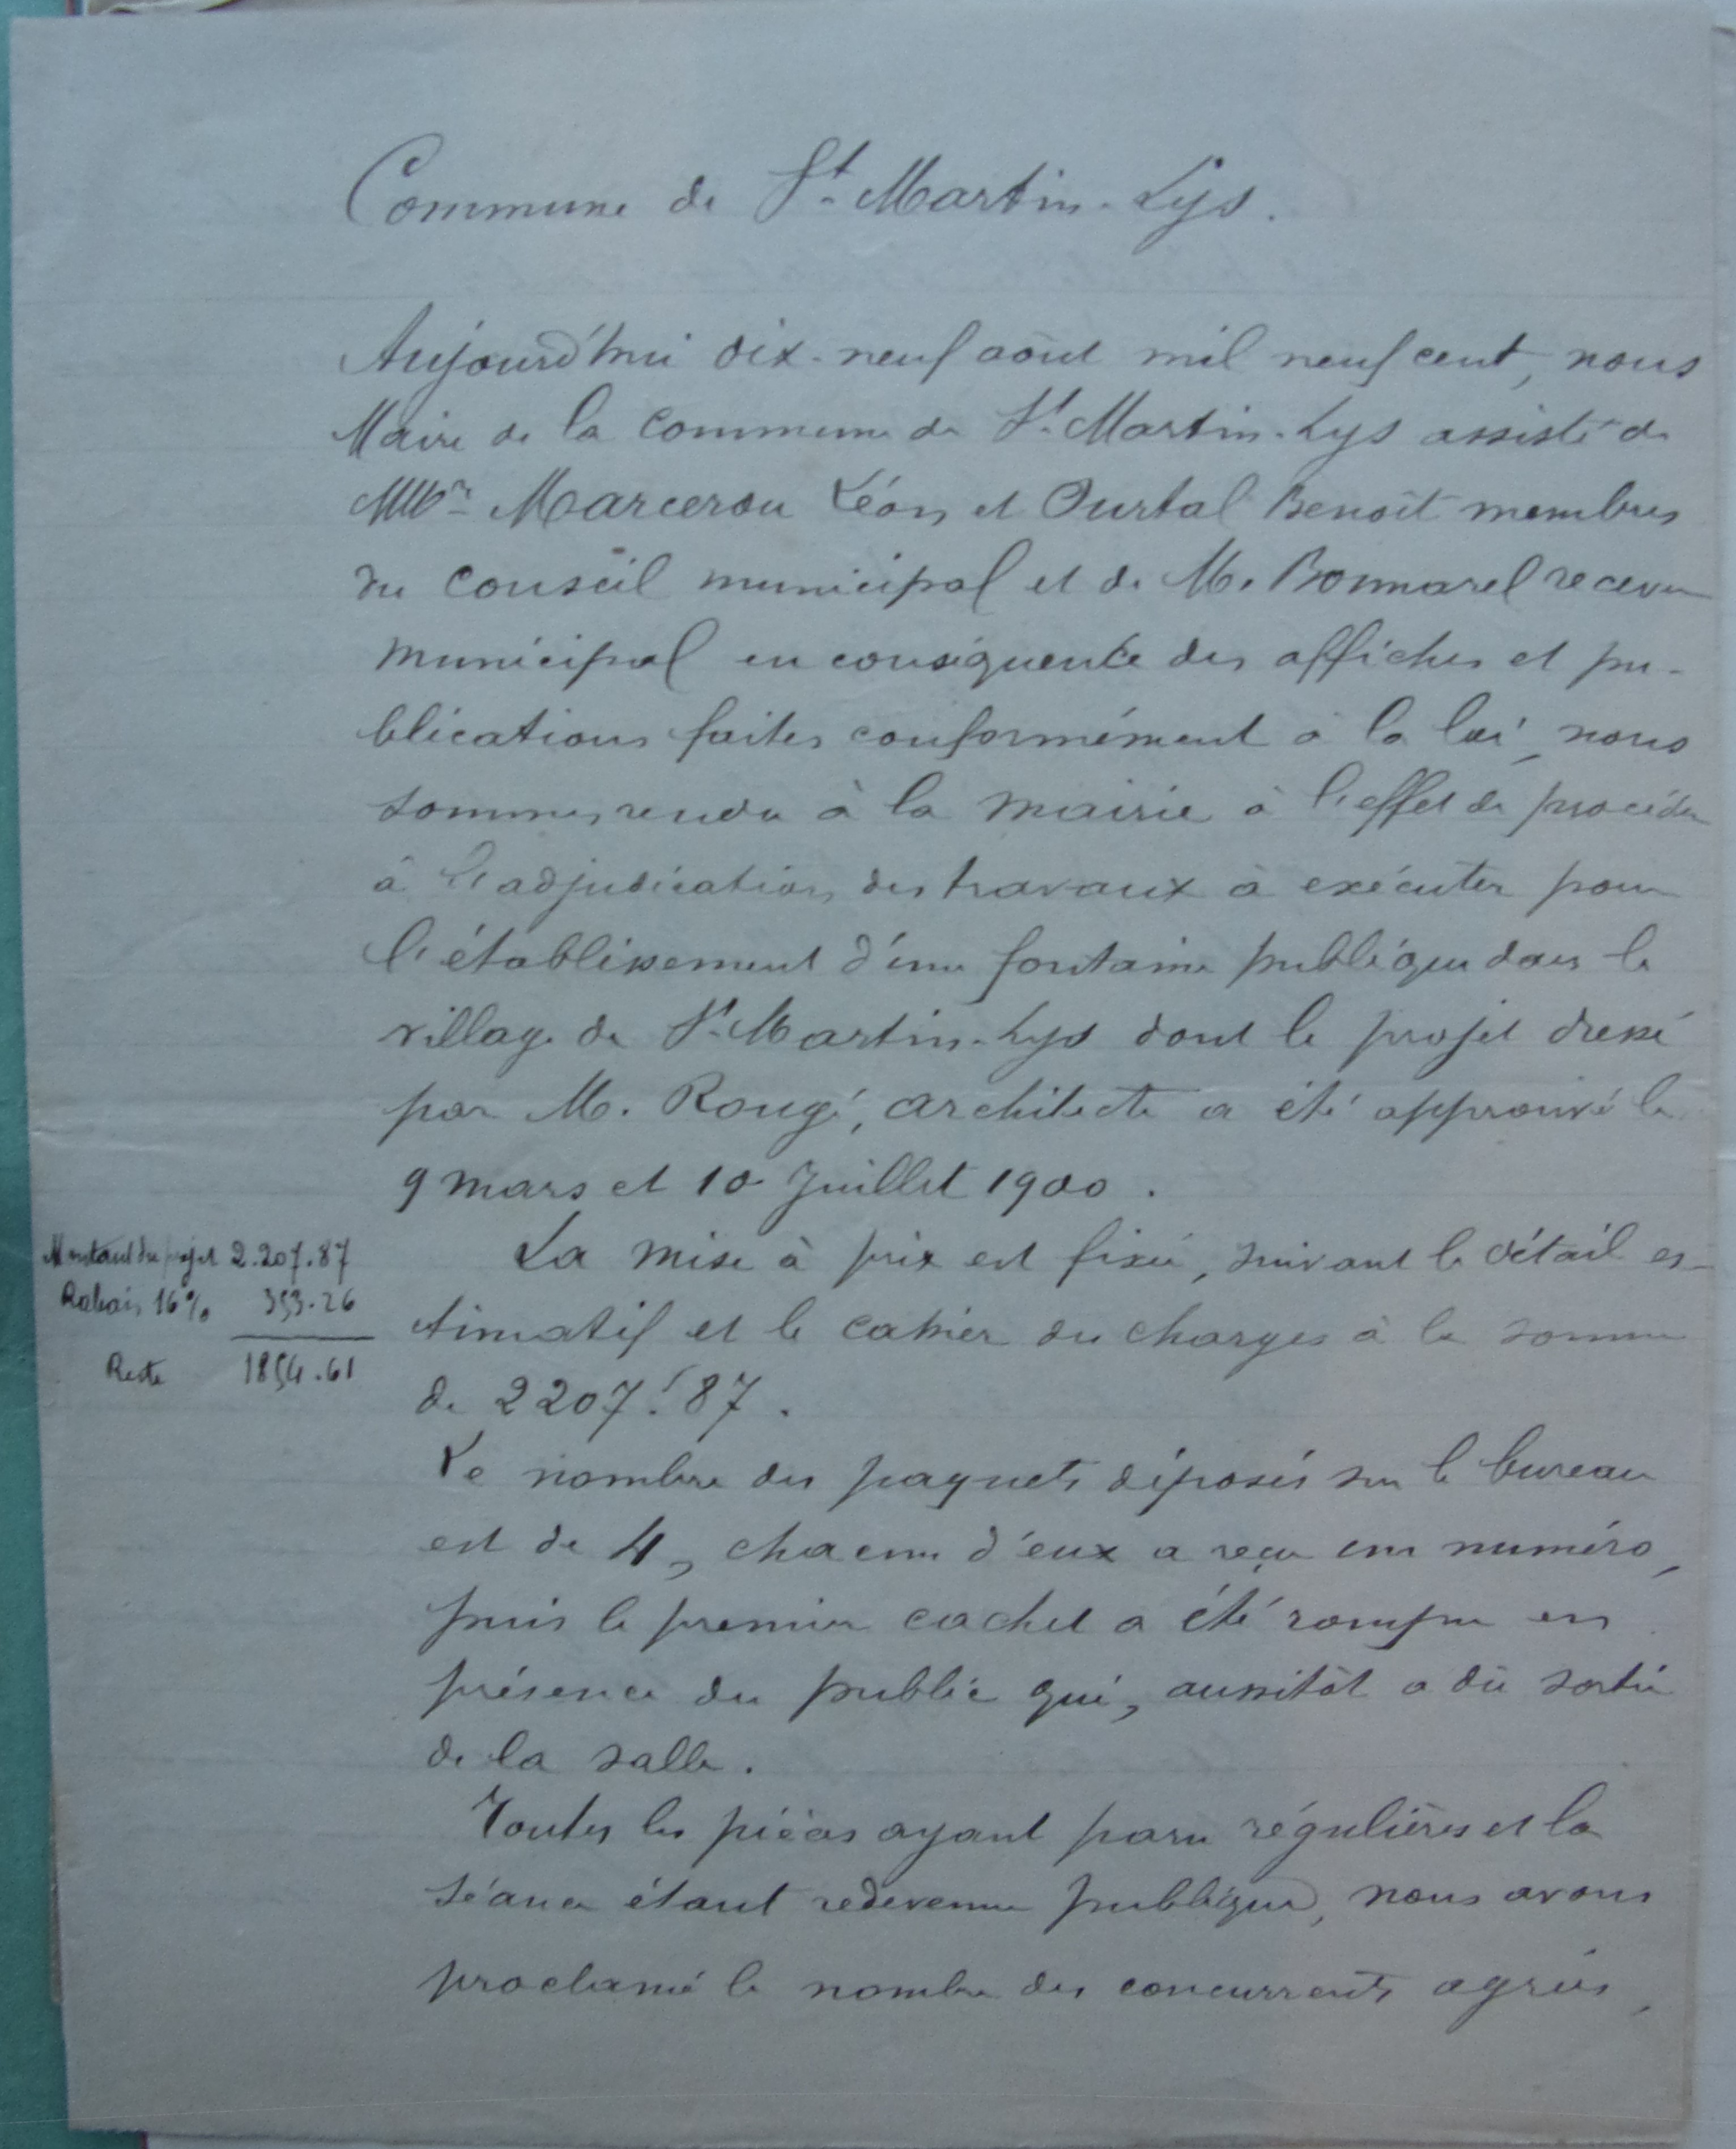 Commune de St Martin-Lys.
Aujourd'hui dix-neuf août mil neuf cent, nous
Maire de la commune de St Martin-Lys assisté de
MMrs Marcerou Léon et Ourtal Benoît membres
du Conseil municipal et de M. Bonnarel receveur
municipal en conséquence des affiches et pu-
blications faites conformément à la loi, nous
sommes rendu à la mairie à l'effet de procéder
à l'adjudication des travaux à exécuter pour
l'établissement d'une fontaine publique dans le
village de St Martin-Lys dont le projet dressé
par M. Rougé, architecte a été approuvé le
9 mars et 10 Juillet 1900.
Montant du projet 2.207.87
Rabais 16% 353.26
Reste 1854.61
La mise à prix est fixée, suivant le détail es-
timatif et le cahier des charges à la somme
de 2207f.87.
Le nombre des paquets déposés sur le bureau
est de 4, chacun d'eux a reçu un numéro,
puis le premier cachet a été rompu en
présence du public qui, aussitôt a dû sortir
de la salle.
Toutes les pièces ayant paru régulières et la
séance étant redevenue publique, nous avons
proclamé le nombre des concurrents agréés,